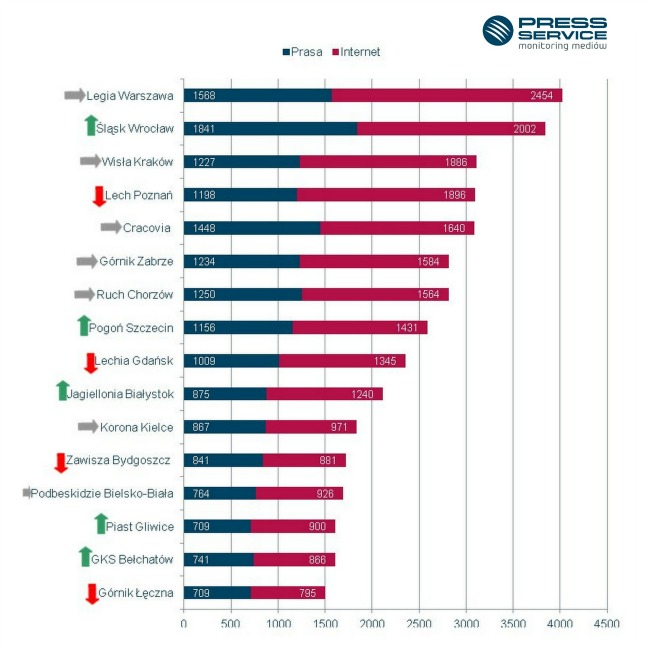 PRESS
SERVICE
monitoring mediów
Prasa Internet
Legia Warszawa 1568 2454
Śląsk Wrocław 1841 2002
Wisła Kraków 1227 1886
Lech Poznań 1198 1896
Cracovia 1448 1640
Górnik Zabrze 1234 1584
Ruch Chorzów 1250 1564
Pogoń Szczecin 1156 1431
Lechia Gdańsk 1009 1345
Jagiellonia Białystok 875 1240
Korona Kielce 867 971
Zawisza Bydgoszcz 841 881
Podbeskidzie Bielsko-Biała 764 926
Piast Gliwice 709 900
GKS Bełchatów 741 866
Górnik Łęczna 709 795
0 500 1000 1500 2000 2500 3000 3500 4000 4500